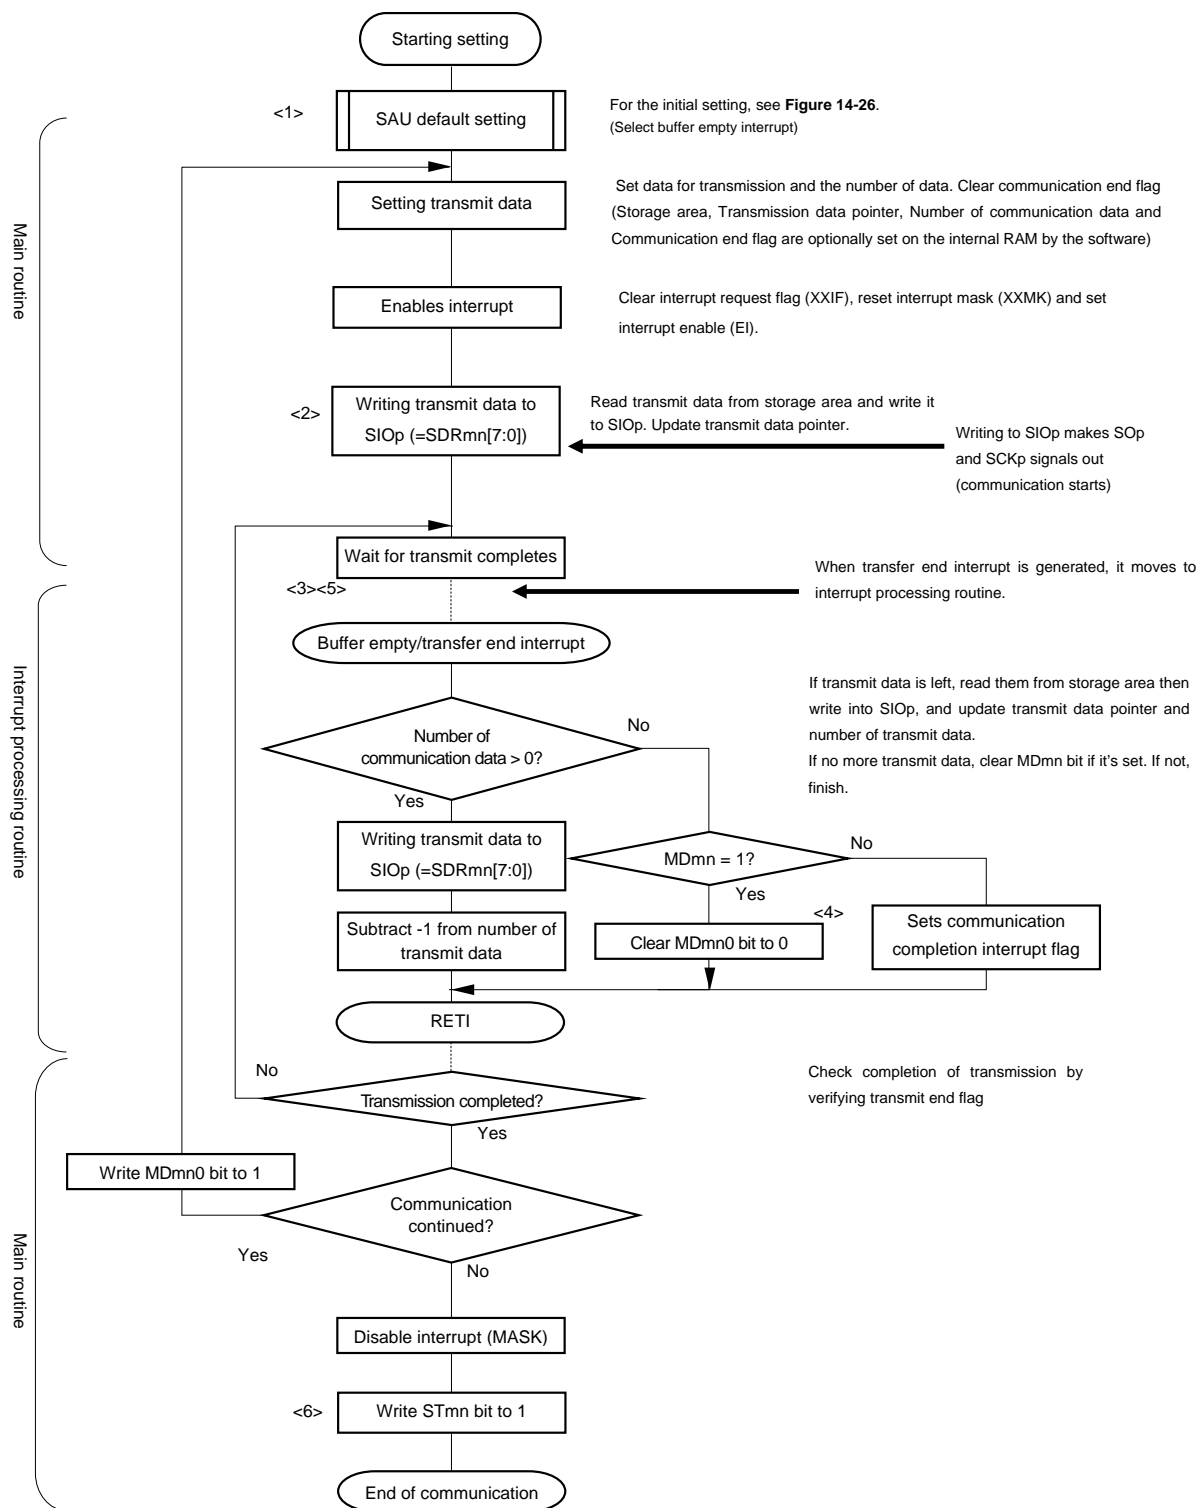 Starting setting
<1>
SAU default setting
For the initial setting, see Figure 14-26.
(Select buffer empty interrupt)
Main routine
Setting transmit data
Set data for transmission and the number of data. Clear communication end flag
(Storage area, Transmission data pointer, Number of communication data and
Communication end flag are optionally set on the internal RAM by the software)
Enables interrupt
Clear interrupt request flag (XXIF), reset interrupt mask (XXMK) and set
interrupt enable (EI).
<2>
Writing transmit data to
SIOp (=SDRmn[7:0])
Read transmit data from storage area and write it
to SIOp. Update transmit data pointer.
Writing to SIOp makes SOp
and SCKp signals out
(communication starts)
Wait for transmit completes
<3><5>
When transfer end interrupt is generated, it moves to
interrupt processing routine.
Buffer empty/transfer end interrupt
Interrupt processing routine
If transmit data is left, read them from storage area then
write into SIOp, and update transmit data pointer and
number of transmit data.
If no more transmit data, clear MDmn bit if it's set. If not,
finish.
Number of
communication data > 0?
No
Yes
Writing transmit data to
SIOp (=SDRmn[7:0])
MDmn = 1?
No
Yes
<4>
Subtract -1 from number of
transmit data
Clear MDmn0 bit to 0
Sets communication
completion interrupt flag
RETI
No
Transmission completed?
Yes
Check completion of transmission by
verifying transmit end flag
Write MDmn0 bit to 1
Communication
continued?
Yes
No
Main routine
Disable interrupt (MASK)
<6>
Write STmn bit to 1
End of communication